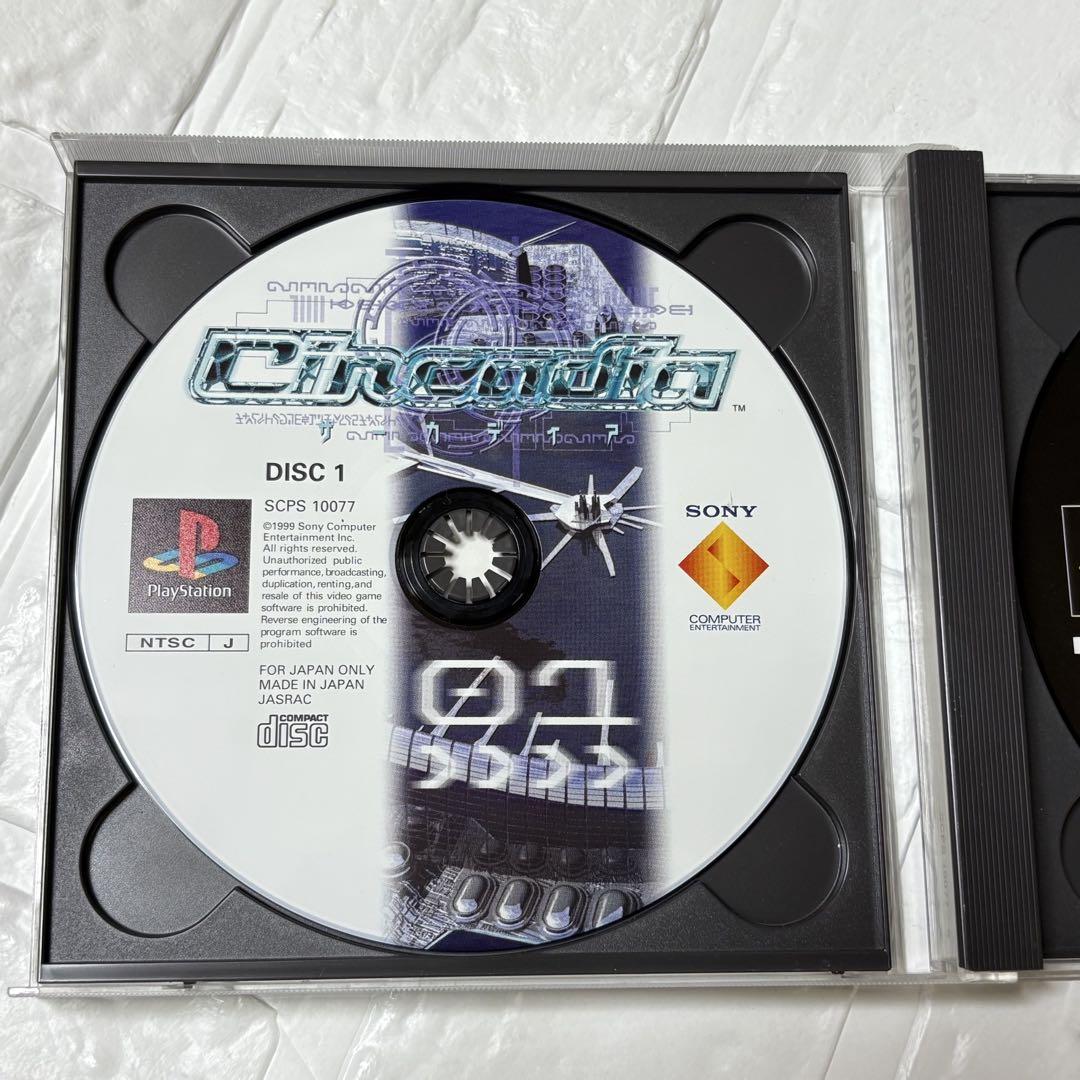 Circadia
TM
サーカディア
DISC 1
SCPS 10077
©1999 Sony Computer
Entertainment Inc.
All rights reserved.
Unauthorized public
performance, broadcasting,
duplication, renting, and
resale of this video game
software is prohibited.
Reverse engineering of the
program software is
prohibited
PlayStation
NTSC J
FOR JAPAN ONLY
MADE IN JAPAN
JASRAC
COMPACT
disc
SONY
COMPUTER
ENTERTAINMENT
01
CIRCADIA